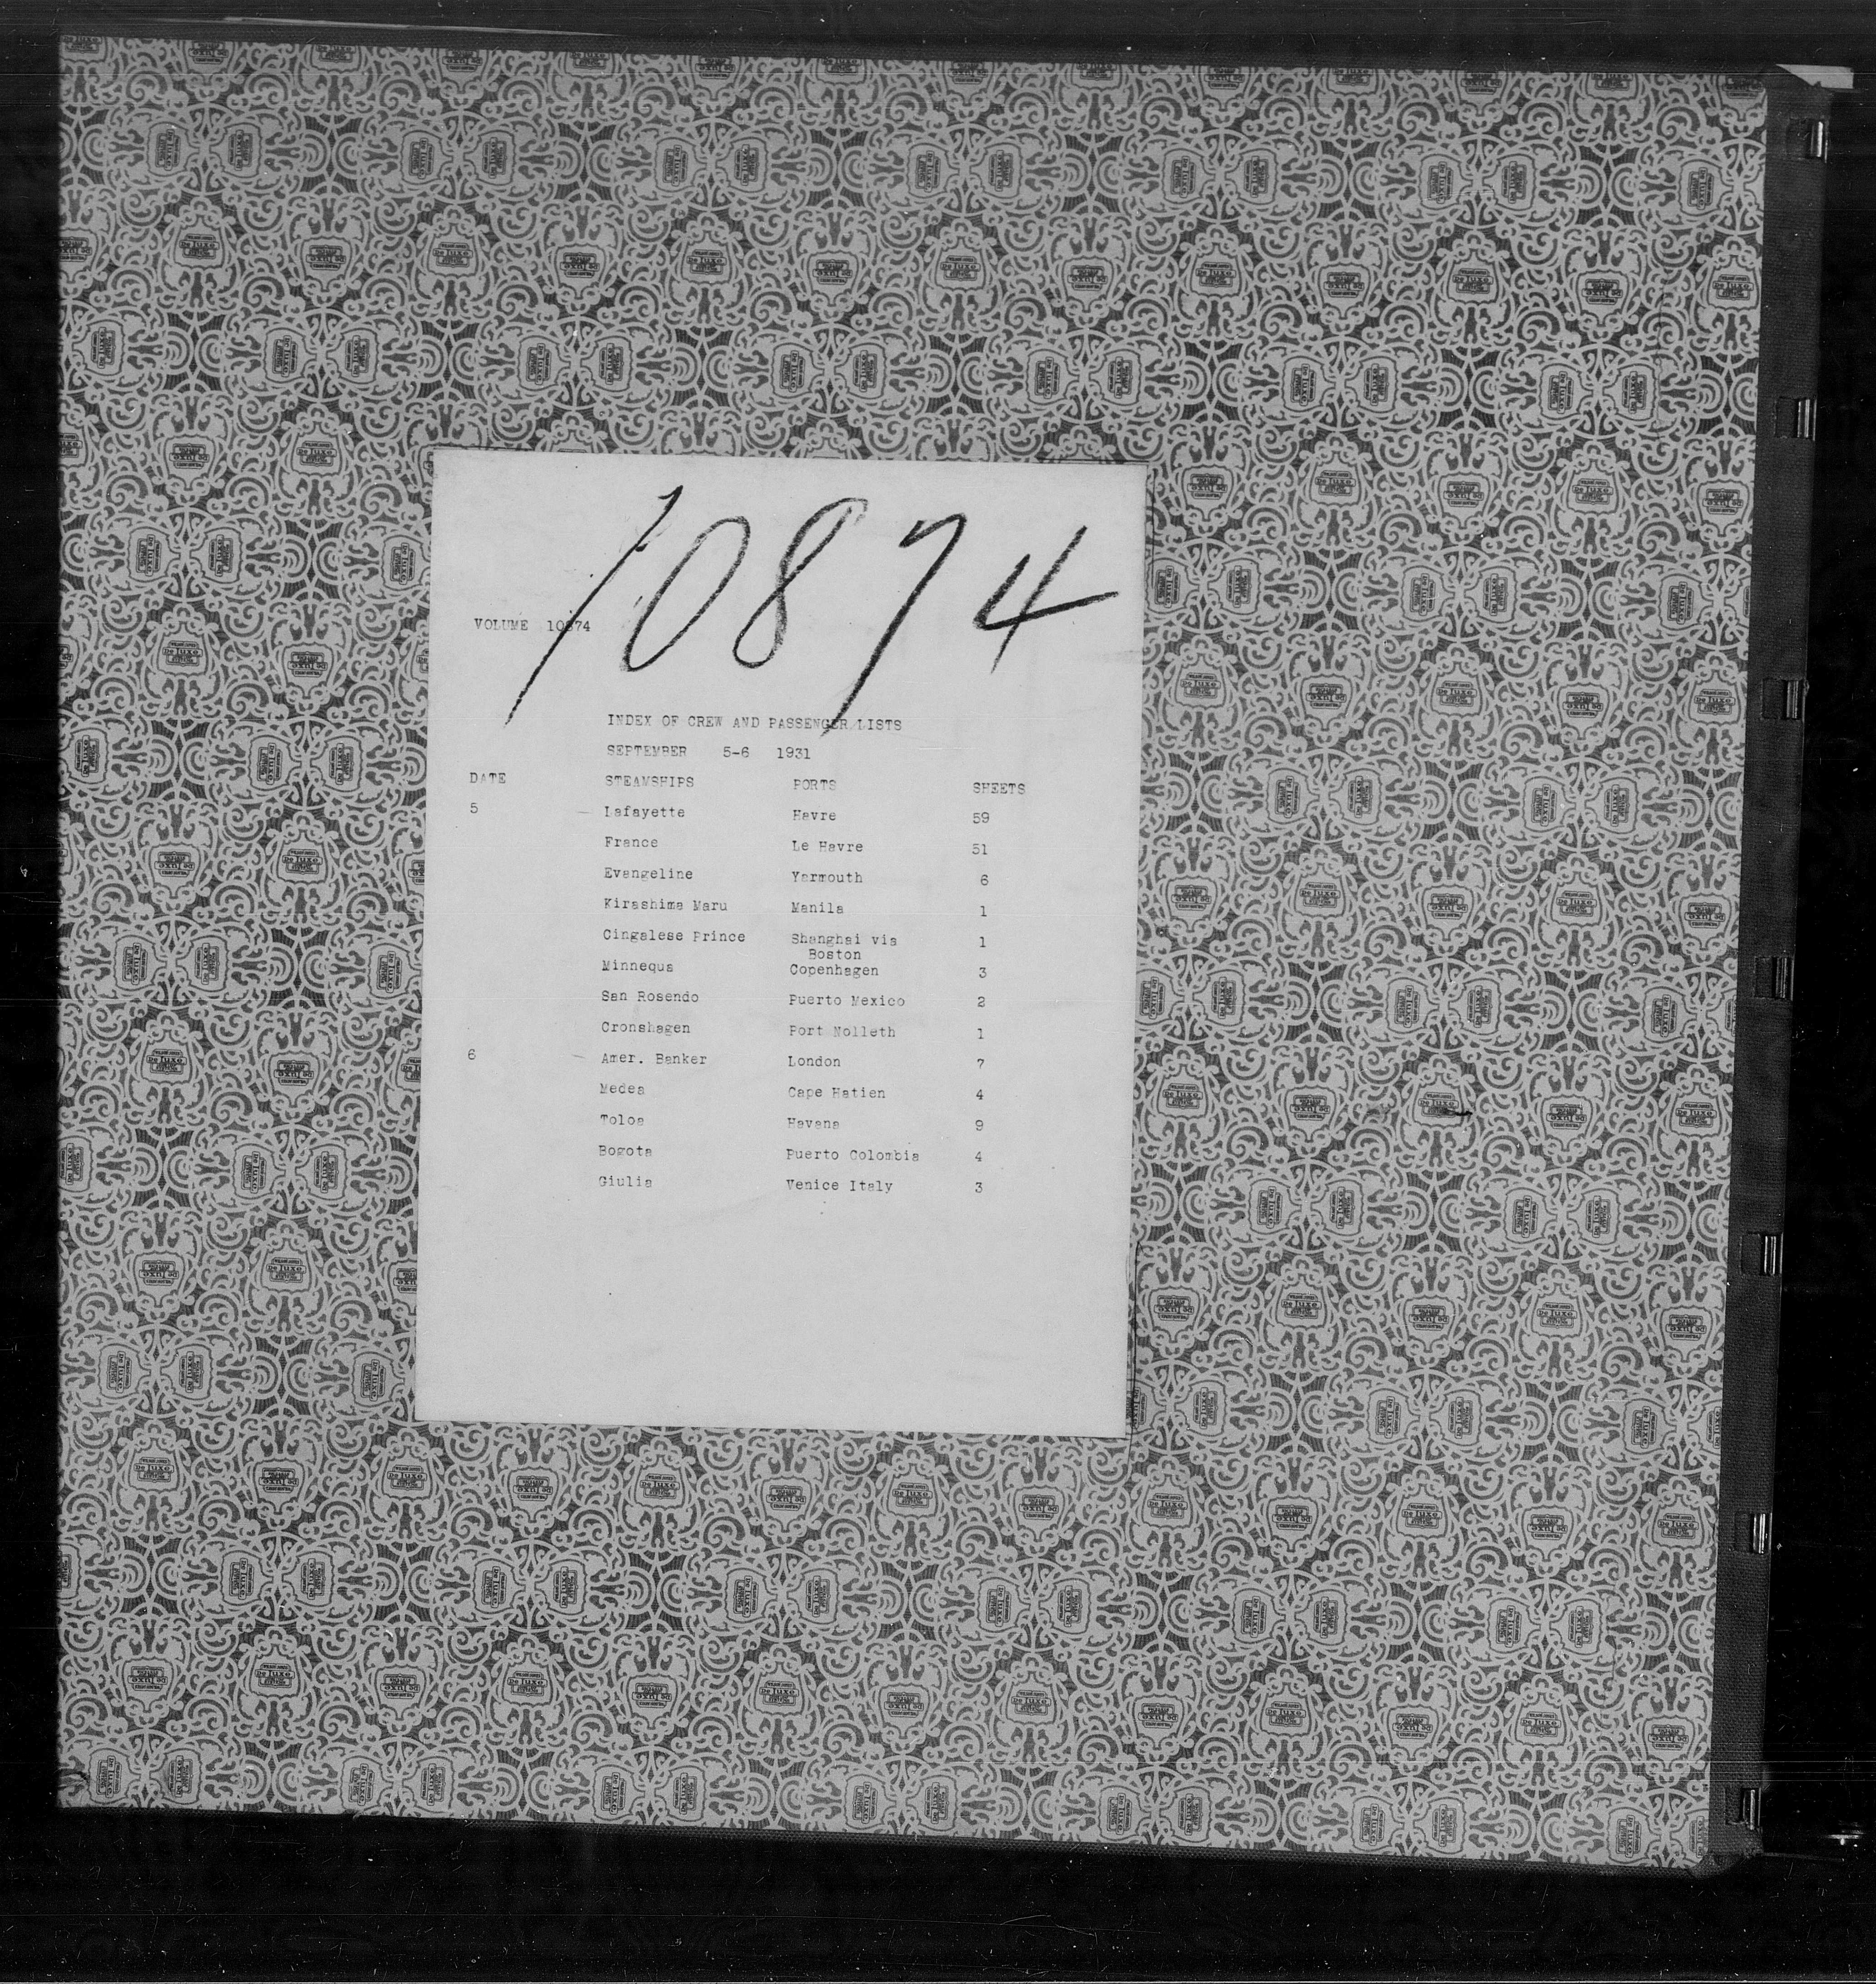 10874
VOLUME 10874
INDEX OF CREW AND PASSENGER LISTS
SEPTEMBER 5-6 1931
DATE STEAMSHIPS PORTS SHEETS
5 Lafayette Havre 59
France Le Havre 51
Evangeline Yarmouth 6
Kirashima Maru Manila 1
Cingalese Prince Shanghai via 1
Boston
Minnequa Copenhagen 3
San Rosendo Puerto Mexico 2
Cronshagen Port Nolleth 1
6 Amer. Banker London 7
Medea Cape Hatien 4
Toloa Havana 9
Bogota Puerto Colombia 4
Giulia Venice Italy 3
De luxe